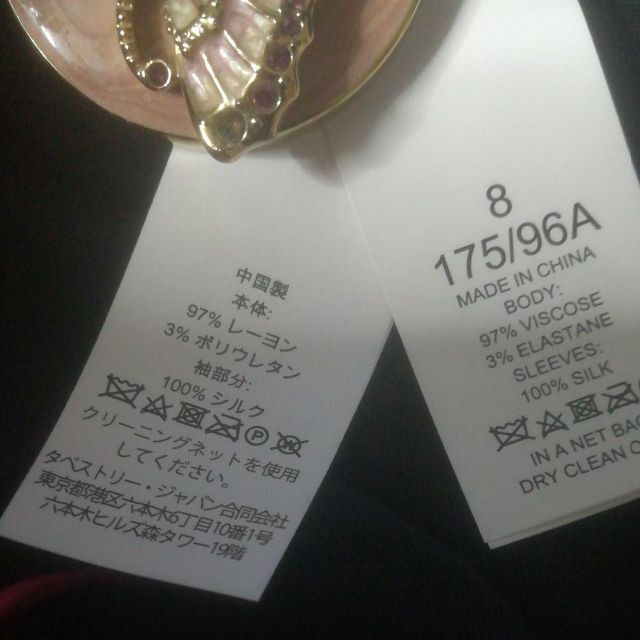 中国製
本体:
97% レーヨン
3% ポリウレタン
袖部分:
100% シルク
クリーニングネットを使用
してください。
タペストリー・ジャパン合同会社
東京都港区六本木6丁目10番1号
六本木ヒルズ森タワー19階
8
175/96A
MADE IN CHINA
BODY:
97% VISCOSE
3% ELASTANE
SLEEVES:
100% SILK
IN A NET BAG
DRY CLEAN